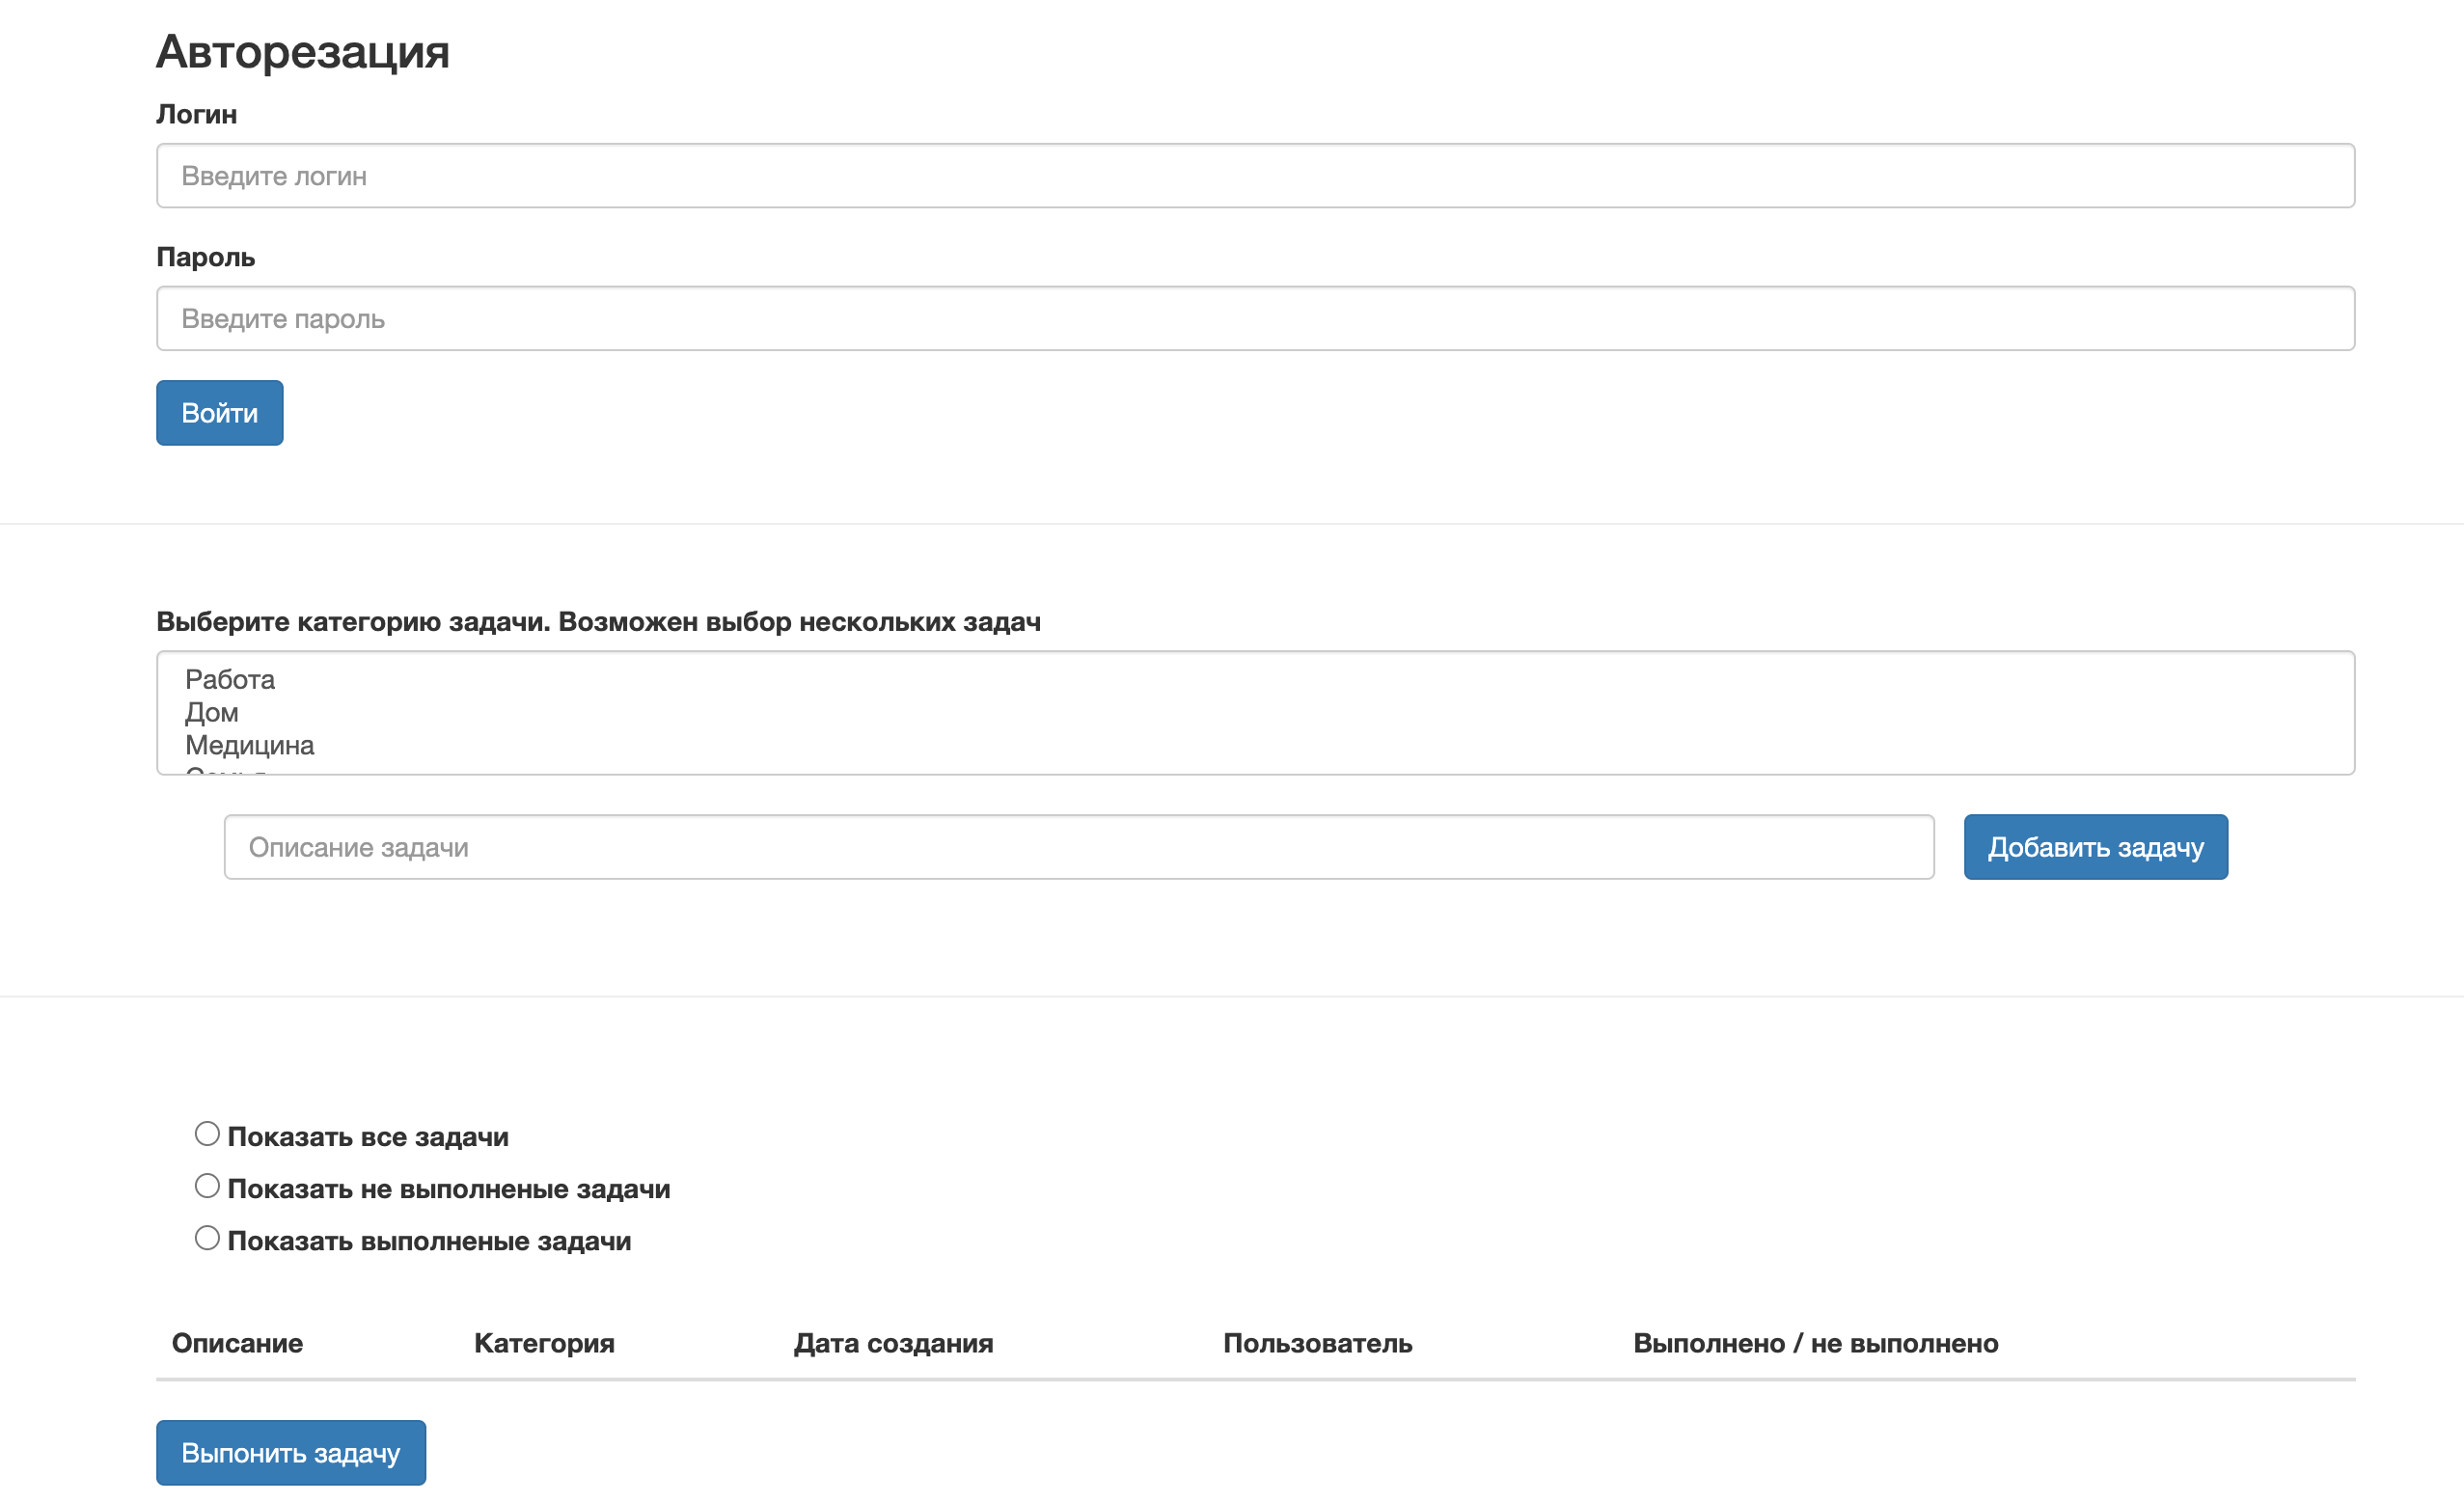 Авторезация
Логин
Введите логин
Пароль
Введите пароль
Войти
Выберите категорию задачи. Возможен выбор нескольких задач
Работа
Дом
Медицина
Описание задачи
Добавить задачу
Показать все задачи
Показать не выполненые задачи
Показать выполненые задачи
Описание Категория Дата создания Пользователь Выполнено / не выполнено
Выпонить задачу